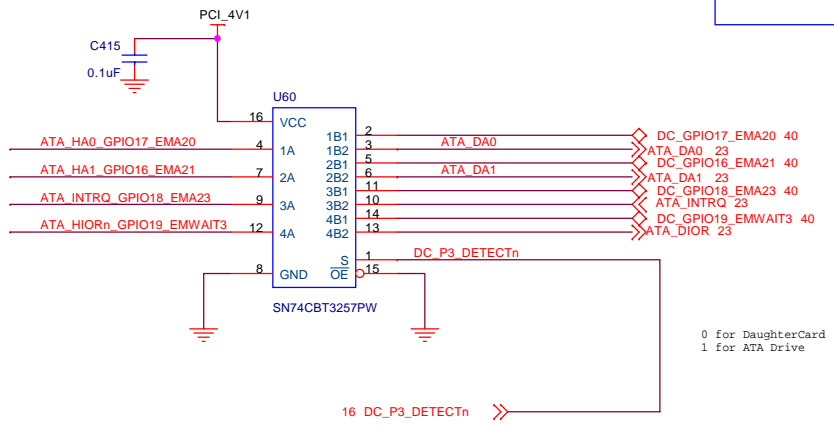 PCI_4V1
C415
0.1uF
U60
16 VCC
ATA_HA0_GPIO17_EMA20 4 1A
ATA_HA1_GPIO16_EMA21 7 2A
ATA_INTRQ_GPIO18_EMA23 9 3A
ATA_HIORn_GPIO19_EMWAIT3 12 4A
8 GND
1B1 2 DC_GPIO17_EMA20 40
1B2 3 ATA_DA0 ATA_DA0 23
2B1 5 DC_GPIO16_EMA21 40
2B2 6 ATA_DA1 ATA_DA1 23
3B1 11 DC_GPIO18_EMA23 40
3B2 10 ATA_INTRQ 23
4B1 14 DC_GPIO19_EMWAIT3 40
4B2 13 ATA_DIOR 23
S 1 DC_P3_DETECTn
OE 15
SN74CBT3257PW
0 for DaughterCard
1 for ATA Drive
16 DC_P3_DETECTn